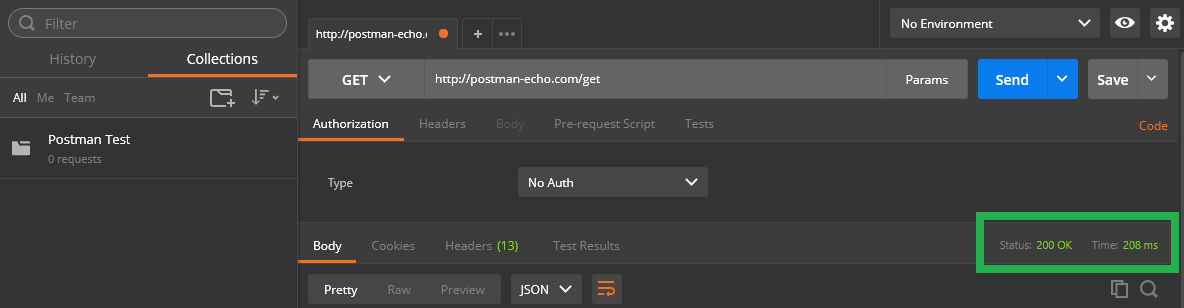 Filter
History Collections
All Me Team
Postman Test
0 requests
http://postman-echo.
No Environment
GET http://postman-echo.com/get Params Send Save
Authorization Headers Body Pre-request Script Tests Code
Type No Auth
Body Cookies Headers (13) Test Results Status: 200 OK Time: 208 ms
Pretty Raw Preview JSON